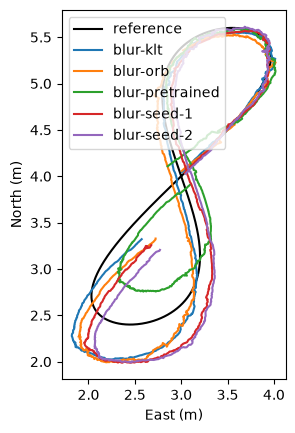 reference
blur-klt
blur-orb
blur-pretrained
blur-seed-1
blur-seed-2
5.5
5.0
4.5
4.0
3.5
3.0
2.5
2.0
North (m)
2.0 2.5 3.0 3.5 4.0
East (m)